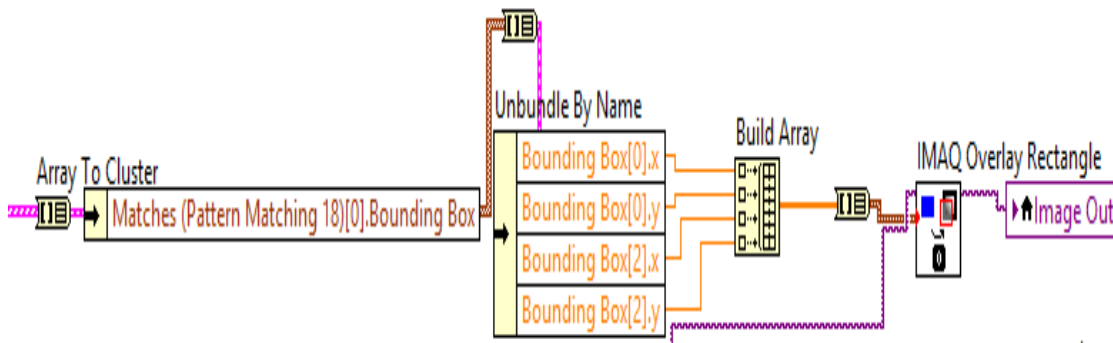 Array To Cluster
Matches (Pattern Matching 18)[0].Bounding Box
Unbundle By Name
Bounding Box[0].x
Bounding Box[0].y
Bounding Box[2].x
Bounding Box[2].y
Build Array
IMAQ Overlay Rectangle
Image Out